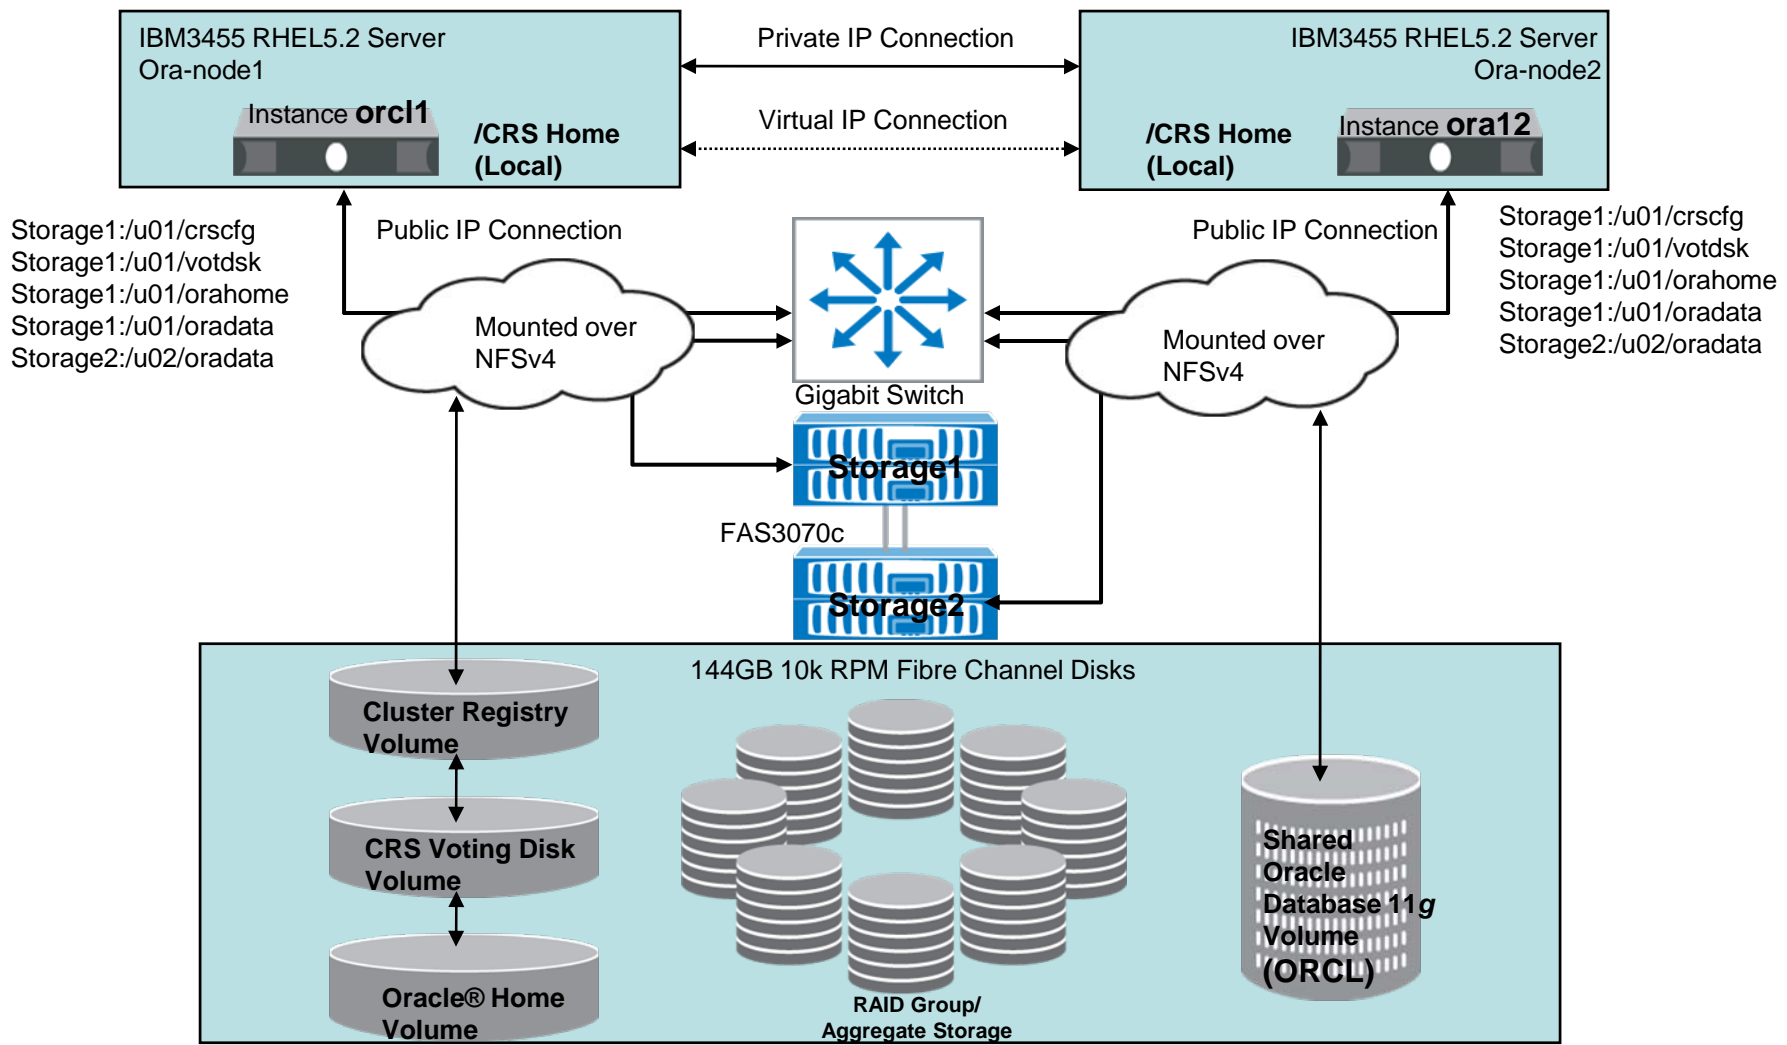 IBM3455 RHEL5.2 Server
Ora-node1
Instance orcl1
/CRS Home
(Local)
Private IP Connection
Virtual IP Connection
IBM3455 RHEL5.2 Server
Ora-node2
/CRS Home
(Local)
Instance ora12
Storage1:/u01/crscfg
Storage1:/u01/votdsk
Storage1:/u01/orahome
Storage1:/u01/oradata
Storage2:/u02/oradata
Public IP Connection
Mounted over
NFSv4
Gigabit Switch
Public IP Connection
Mounted over
NFSv4
Storage1:/u01/crscfg
Storage1:/u01/votdsk
Storage1:/u01/orahome
Storage1:/u01/oradata
Storage2:/u02/oradata
Storage1
FAS3070c
Storage2
144GB 10k RPM Fibre Channel Disks
Cluster Registry
Volume
CRS Voting Disk
Volume
Oracle® Home
Volume
RAID Group/
Aggregate Storage
Shared
Oracle
Database 11g
Volume
(ORCL)